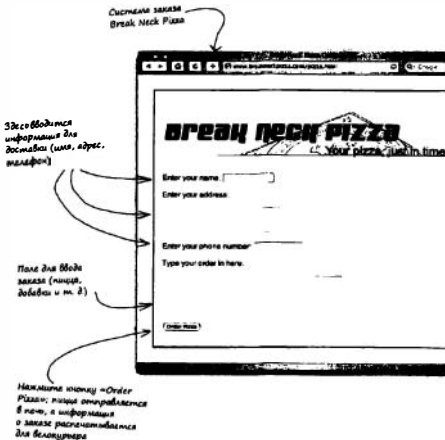 Система заказа
Break Neck Pizza
Break Neck Pizza
Your pizza, just in time
Здесь вводится
информация для
доставки (имя, адрес,
телефон)
Enter your name:
Enter your address:
Enter your phone number:
Type your order in here:
Поле для ввода
заказа (пицца,
добавки и т. д.)
Order Pizza
Нажмите кнопку «Order
Pizza»; пицца отправляется
в печь, а информация
о заказе распечатывается
для велокурьера